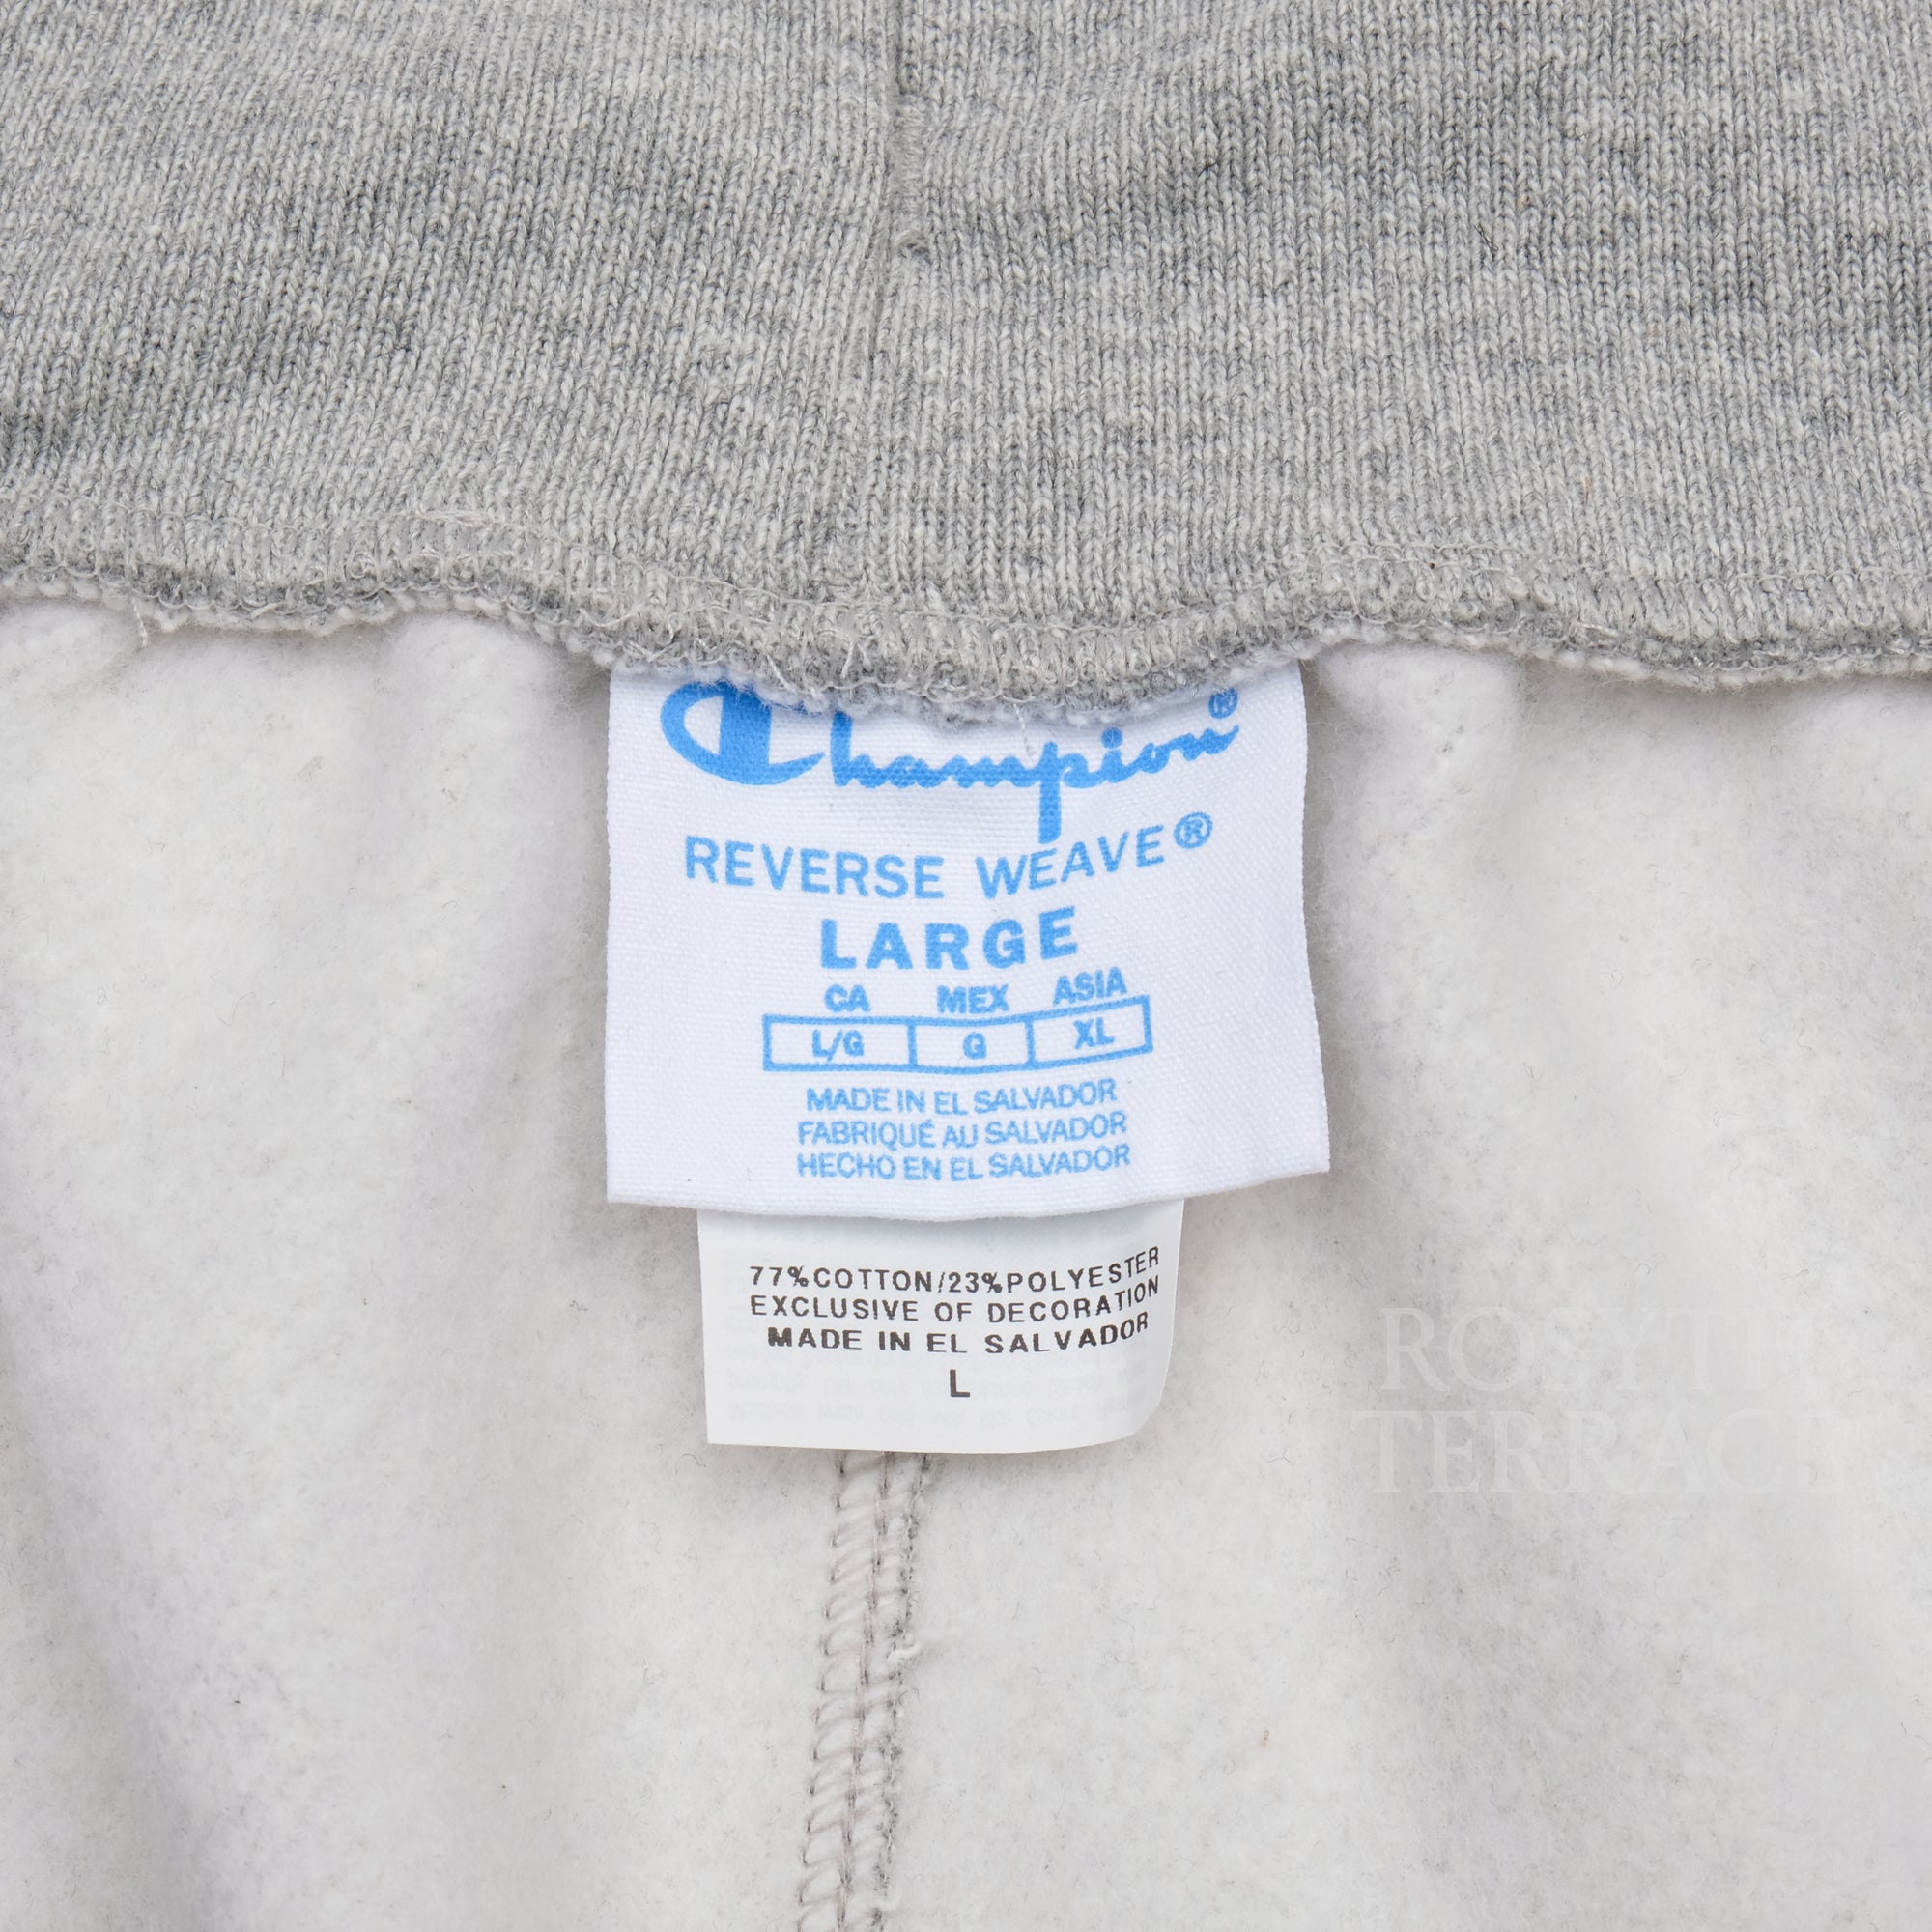 Champion®
REVERSE WEAVE®
LARGE
CA MEX ASIA
L/G G XL
MADE IN EL SALVADOR
FABRIQUÉ AU SALVADOR
HECHO EN EL SALVADOR
77%COTTON/23%POLYESTER
EXCLUSIVE OF DECORATION
MADE IN EL SALVADOR
L
TERRACE